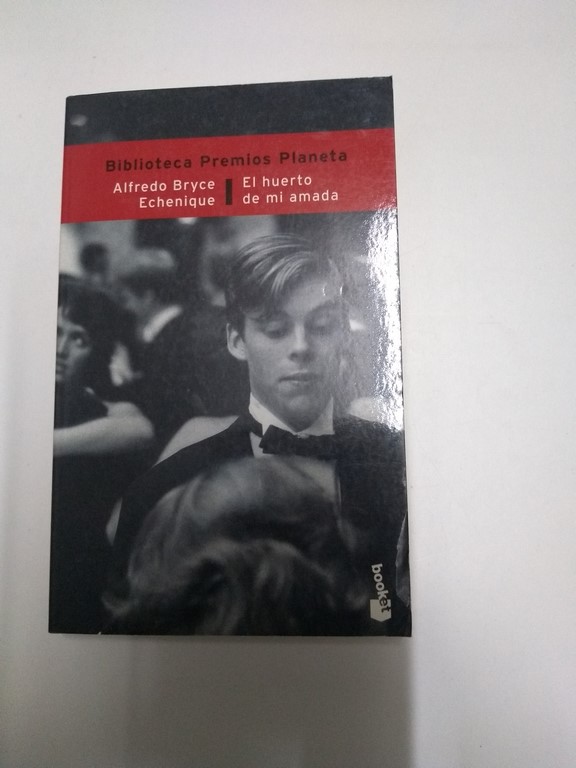 Biblioteca Premios Planeta
Alfredo Bryce
Echenique
El huerto
de mi amada
booket